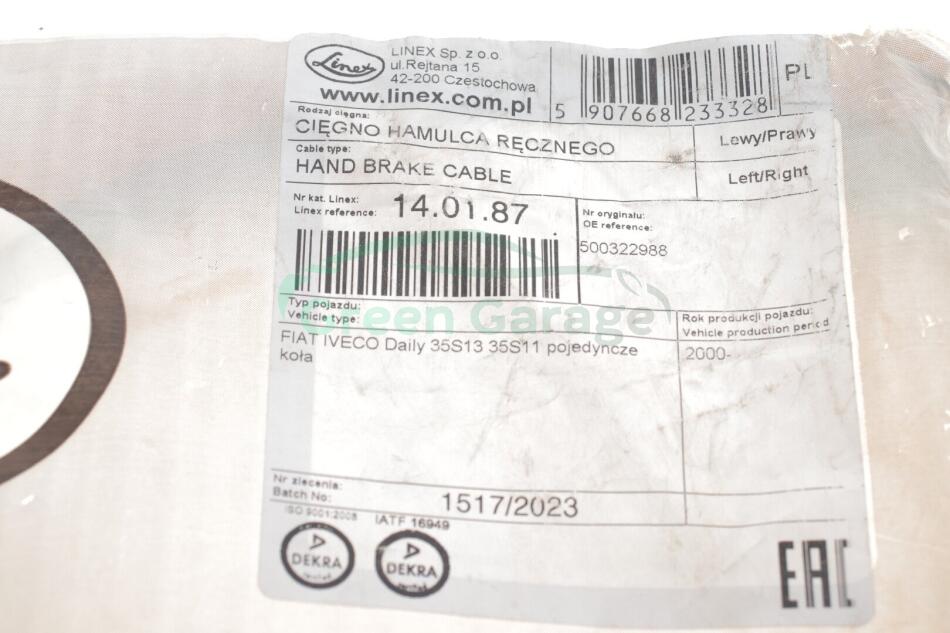 Linex
LINEX Sp. z o.o.
ul.Rejtana 15
42-200 Czestochowa
www.linex.com.pl
5 907668 233328
PL
Rodzaj cięgna:
CIĘGNO HAMULCA RĘCZNEGO
Lewy/Prawy
Cable type:
HAND BRAKE CABLE
Left/Right
Nr kat. Linex:
Linex reference:
14.01.87
Nr oryginału:
OE reference:
500322988
Typ pojazdu:
Vehicle type:
Green Garage
Rok produkcji pojazdu:
Vehicle production period
FIAT IVECO Daily 35S13 35S11 pojedyncze
koła
2000-
Nr zlecenia:
Batch No:
1517/2023
ISO 9001:2008
IATF 16949
DEKRA
DEKRA
EAC